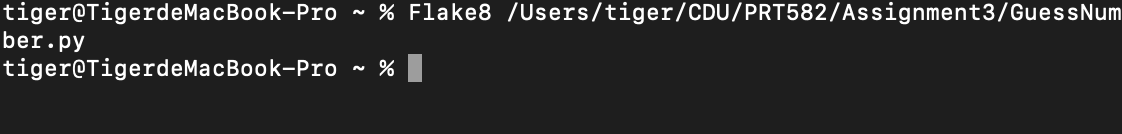 tiger@TigerdeMacBook-Pro ~ % Flake8 /Users/tiger/CDU/PRT582/Assignment3/GuessNum
ber.py
tiger@TigerdeMacBook-Pro ~ %